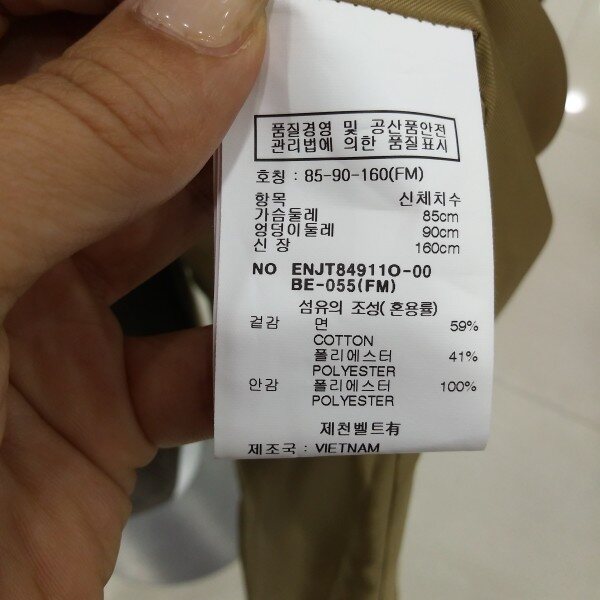 품질경영 및 공산품안전
관리법에 의한 품질표시
호칭 : 85-90-160(FM)
항목 신체치수
가슴둘레 85cm
엉덩이둘레 90cm
신 장 160cm
NO ENJT84911O-00
BE-055(FM)
섬유의 조성( 혼용률)
겉감 면 59%
COTTON
폴리에스터 41%
POLYESTER
안감 폴리에스터 100%
POLYESTER
제천벨트有
제조국 : VIETNAM